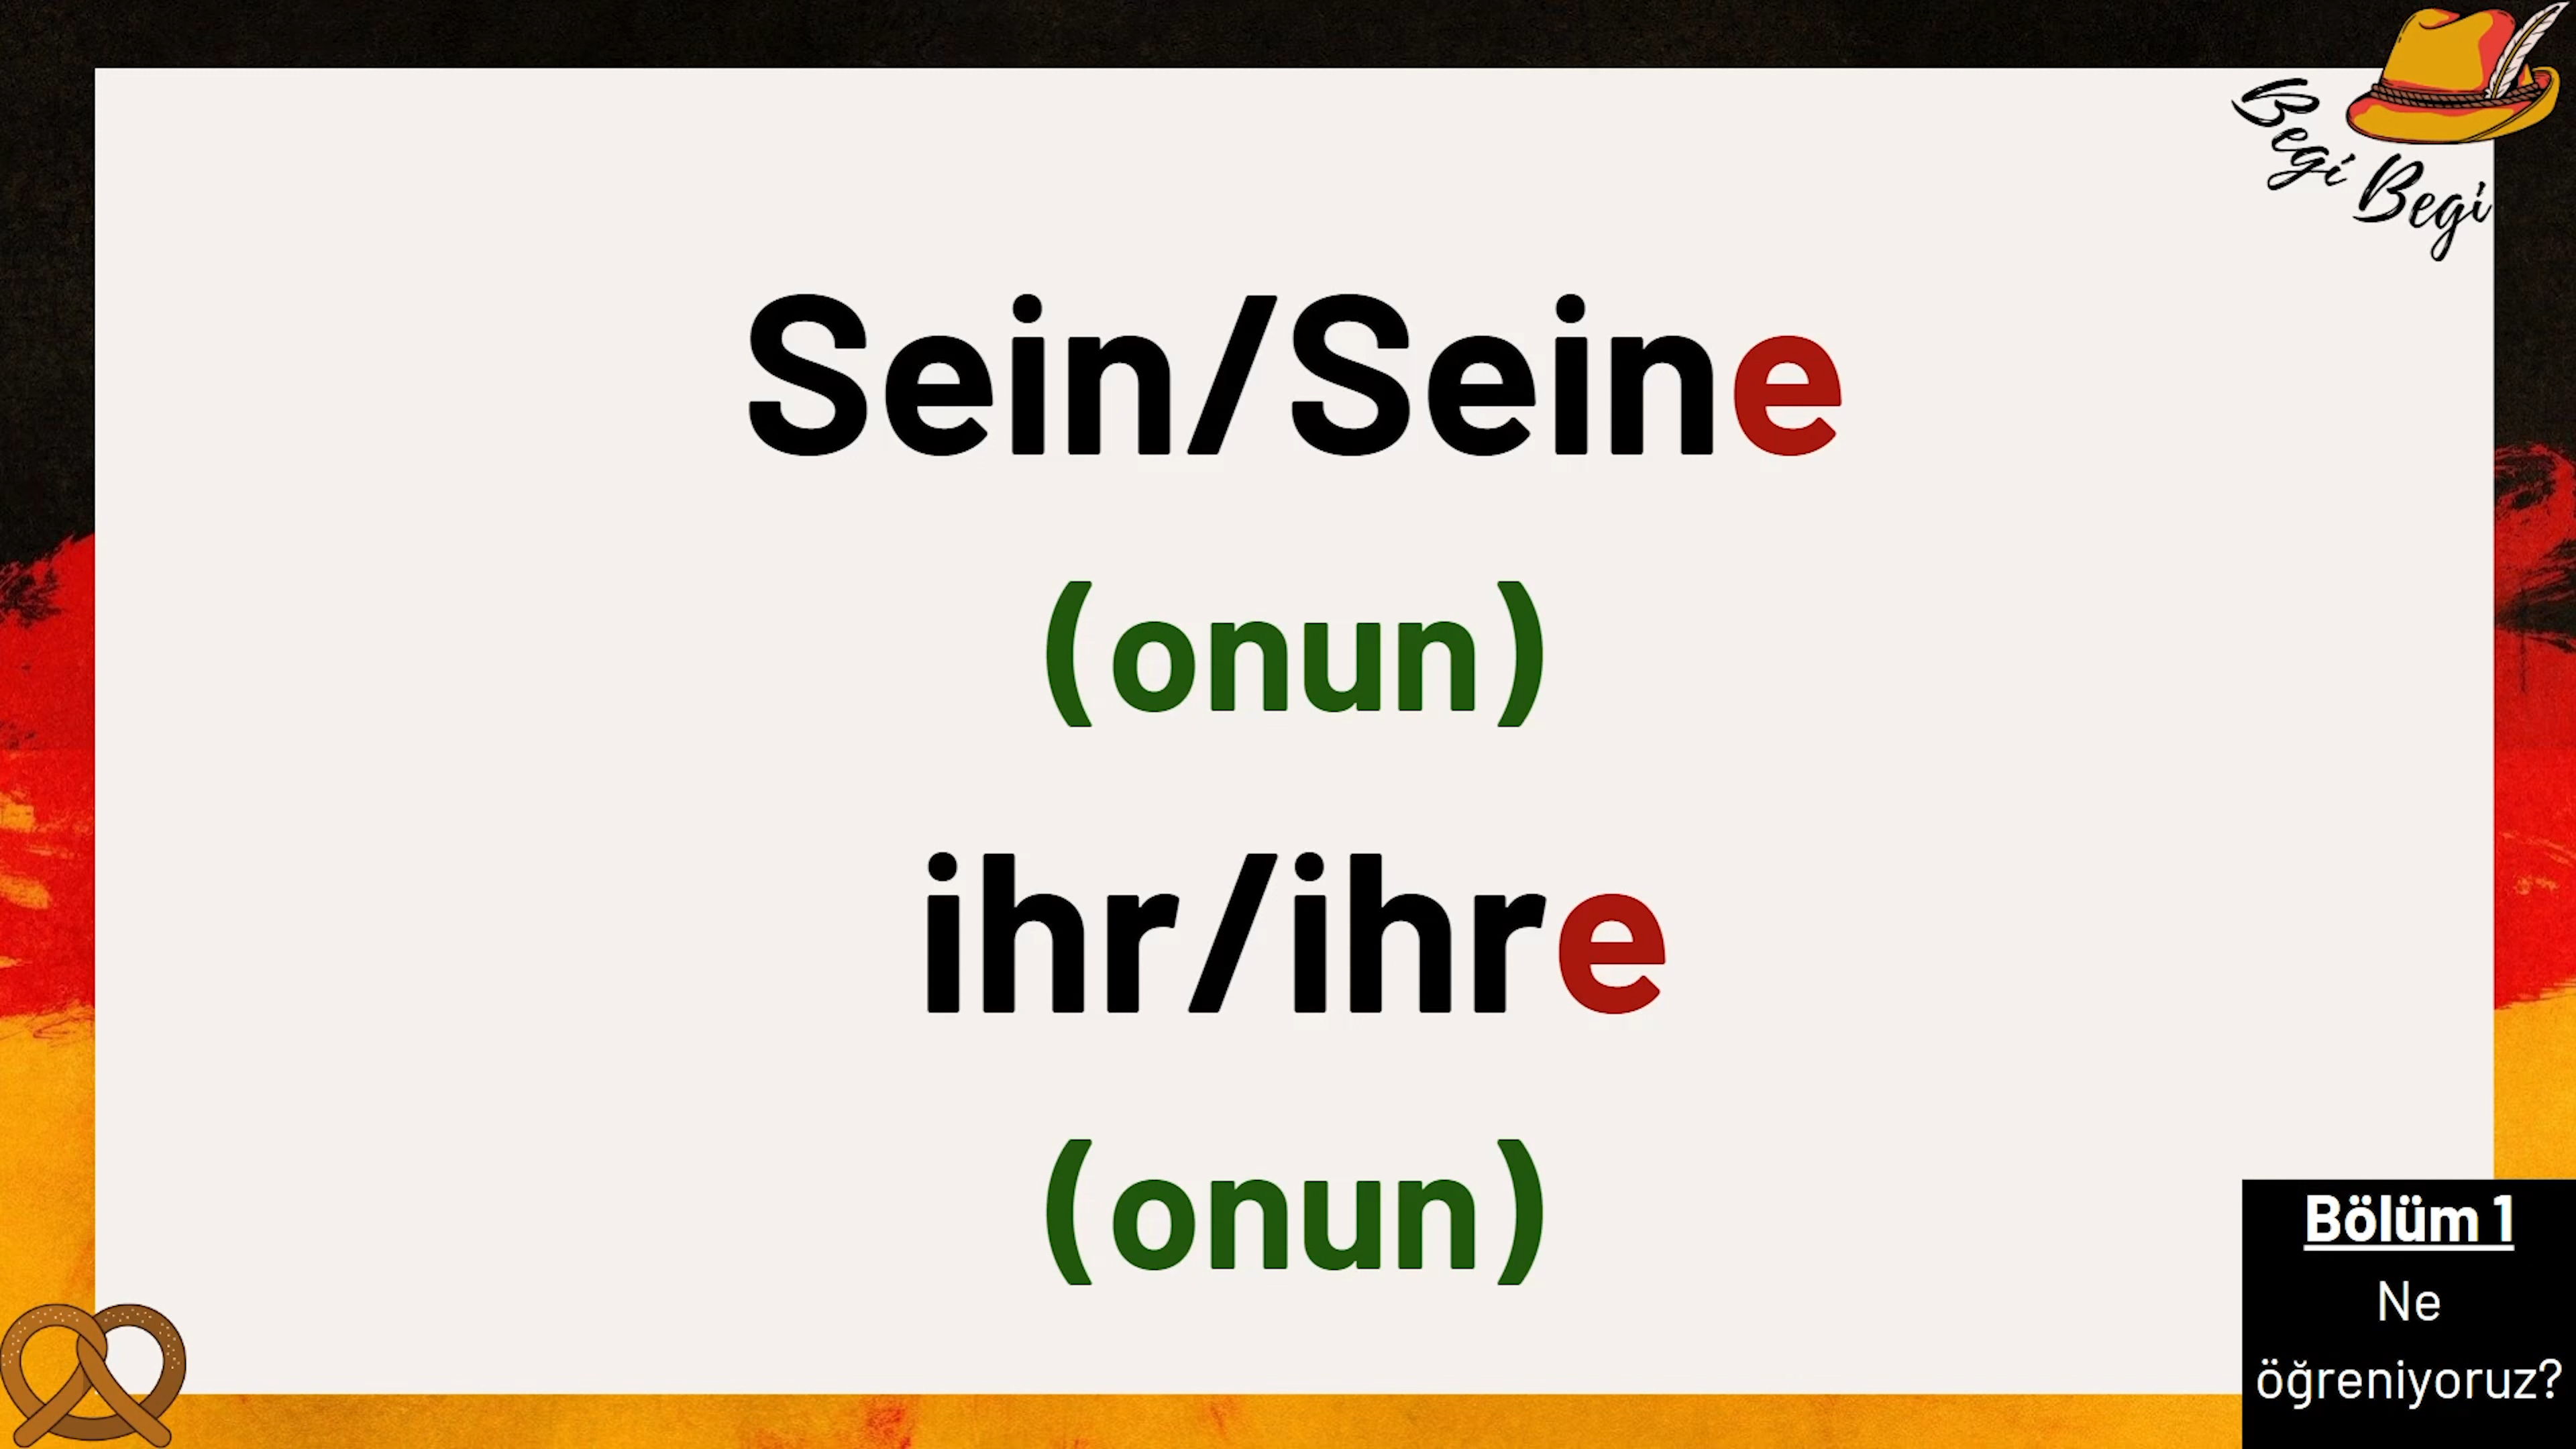 Begi Begi
Sein/Seine
(onun)
ihr/ihre
(onun)
Bölüm 1
Ne
öğreniyoruz?